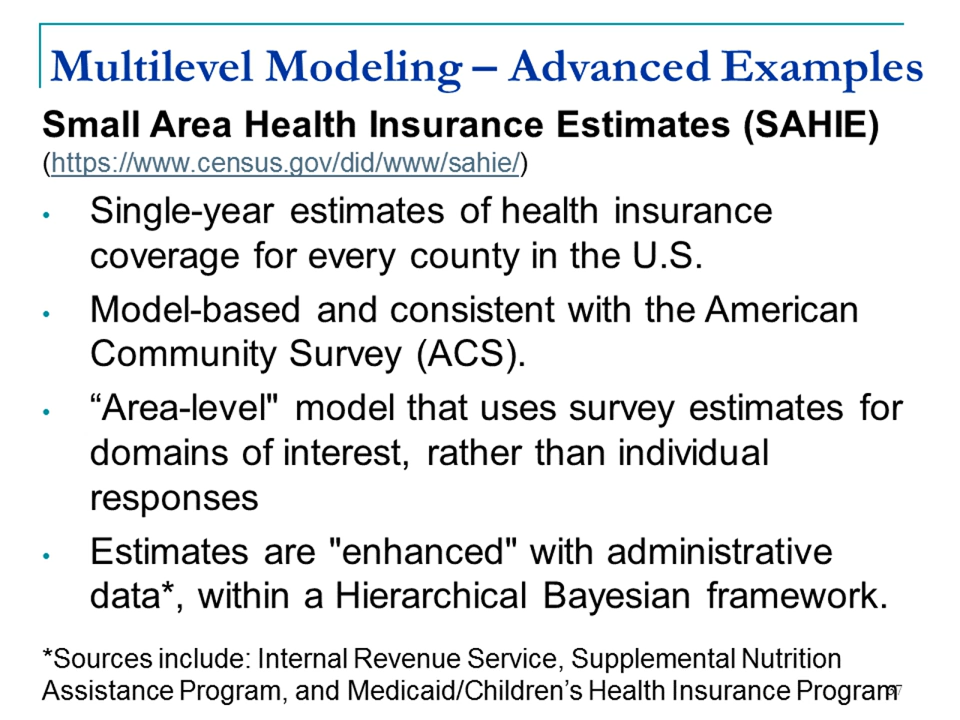 Multilevel Modeling – Advanced Examples
Small Area Health Insurance Estimates (SAHIE)
(https://www.census.gov/did/www/sahie/)
• Single-year estimates of health insurance
coverage for every county in the U.S.
• Model-based and consistent with the American
Community Survey (ACS).
• “Area-level" model that uses survey estimates for
domains of interest, rather than individual
responses
• Estimates are "enhanced" with administrative
data*, within a Hierarchical Bayesian framework.
*Sources include: Internal Revenue Service, Supplemental Nutrition
Assistance Program, and Medicaid/Children’s Health Insurance Program
37